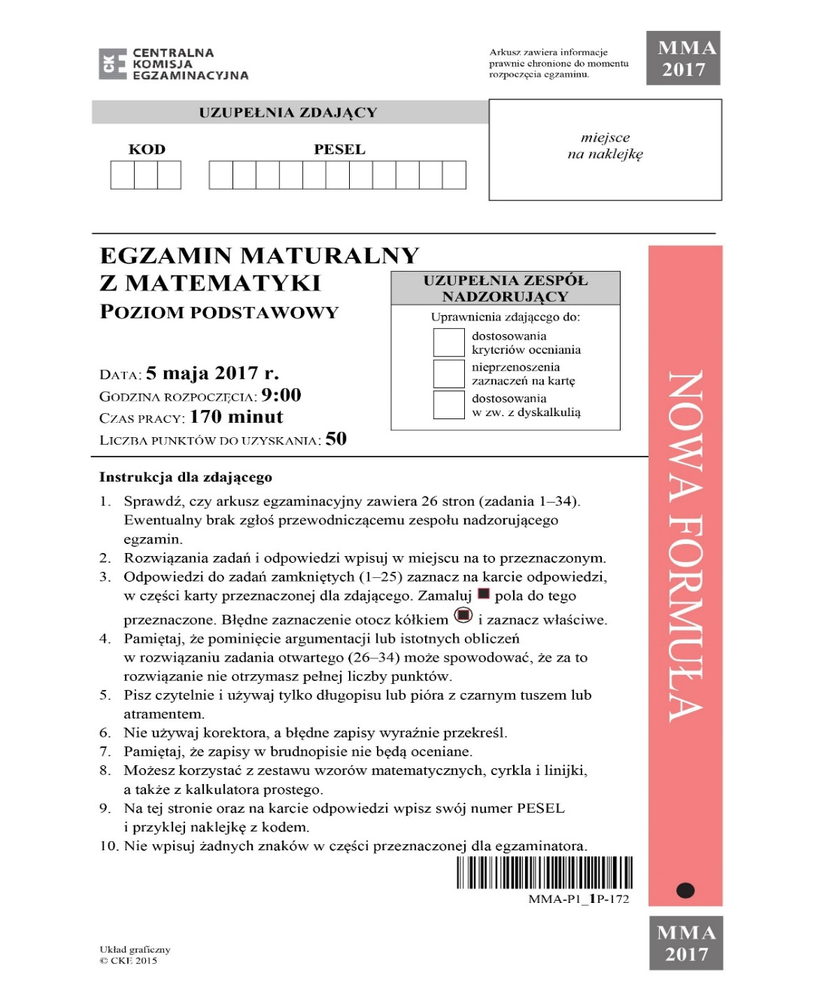 CENTRALNA
KOMISJA
EGZAMINACYJNA
CKE
Arkusz zawiera informacje
prawnie chronione do momentu
rozpoczęcia egzaminu.
MMA
2017
UZUPEŁNIA ZDAJĄCY
KOD
PESEL
miejsce
na naklejkę
EGZAMIN MATURALNY
Z MATEMATYKI
POZIOM PODSTAWOWY
DATA: 5 maja 2017 r.
GODZINA ROZPOCZĘCIA: 9:00
CZAS PRACY: 170 minut
LICZBA PUNKTÓW DO UZYSKANIA: 50
UZUPEŁNIA ZESPÓŁ
NADZORUJĄCY
Uprawnienia zdającego do:
dostosowania
kryteriów oceniania
nieprzenoszenia
zaznaczeń na kartę
dostosowania
w zw. z dyskalkulią
NOWA FORMUŁA
Instrukcja dla zdającego
1. Sprawdź, czy arkusz egzaminacyjny zawiera 26 stron (zadania 1–34).
Ewentualny brak zgłoś przewodniczącemu zespołu nadzorującego
egzamin.
2. Rozwiązania zadań i odpowiedzi wpisuj w miejscu na to przeznaczonym.
3. Odpowiedzi do zadań zamkniętych (1–25) zaznacz na karcie odpowiedzi,
w części karty przeznaczonej dla zdającego. Zamaluj pola do tego
przeznaczone. Błędne zaznaczenie otocz kółkiem i zaznacz właściwe.
4. Pamiętaj, że pominięcie argumentacji lub istotnych obliczeń
w rozwiązaniu zadania otwartego (26–34) może spowodować, że za to
rozwiązanie nie otrzymasz pełnej liczby punktów.
5. Pisz czytelnie i używaj tylko długopisu lub pióra z czarnym tuszem lub
atramentem.
6. Nie używaj korektora, a błędne zapisy wyraźnie przekreśl.
7. Pamiętaj, że zapisy w brudnopisie nie będą oceniane.
8. Możesz korzystać z zestawu wzorów matematycznych, cyrkla i linijki,
a także z kalkulatora prostego.
9. Na tej stronie oraz na karcie odpowiedzi wpisz swój numer PESEL
i przyklej naklejkę z kodem.
10. Nie wpisuj żadnych znaków w części przeznaczonej dla egzaminatora.
MMA-P1_1P-172
MMA
2017
Układ graficzny
© CKE 2015